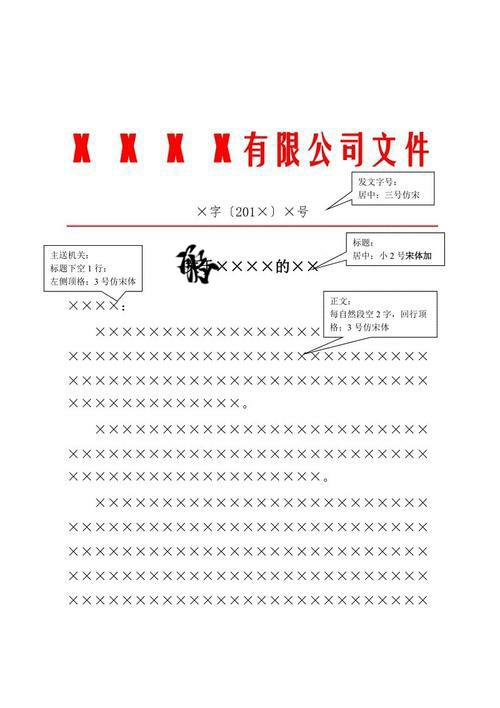 X X X X有限公司文件
发文字号：
居中；三号仿宋
×字〔201×〕×号
主送机关：
标题下空1行；
左侧顶格；3号仿宋体
标题：
居中；小2号宋体加
××××的××
正文：
每自然段空2字，回行顶
格；3号仿宋体
××××：
×××××××××××××××××
×××××××××××××××××××××××××××
×××××××××××××××××××××××××××
×××××××××××××。
×××××××××××××××××××××××××
×××××××××××××××××××××××××××
×××××××××××××××××××。
×××××××××××××××××××××××××
×××××××××××××××××××××××××××
×××××××××××××××××××××××××××
×××××××××××××××××××××××××××
×××××××××××××××××××××××××××